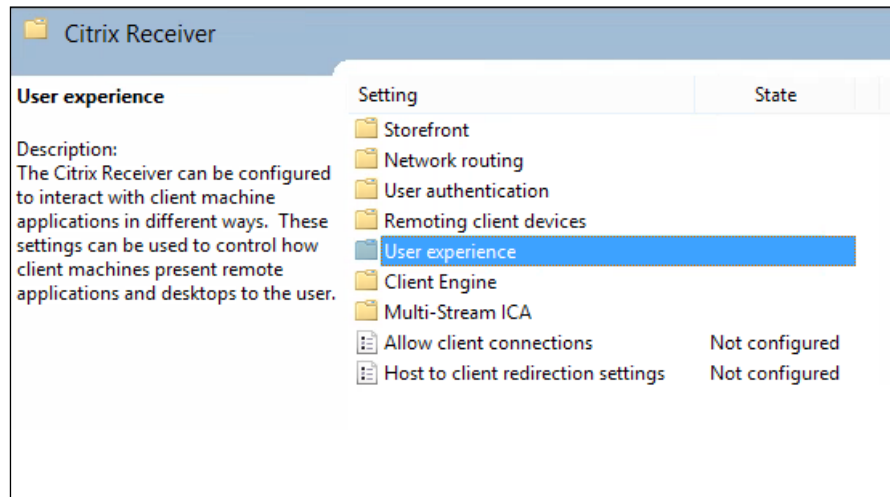 Citrix Receiver
User experience
Description:
The Citrix Receiver can be configured
to interact with client machine
applications in different ways.  These
settings can be used to control how
client machines present remote
applications and desktops to the user.
Setting State
Storefront
Network routing
User authentication
Remoting client devices
User experience
Client Engine
Multi-Stream ICA
Allow client connections Not configured
Host to client redirection settings Not configured